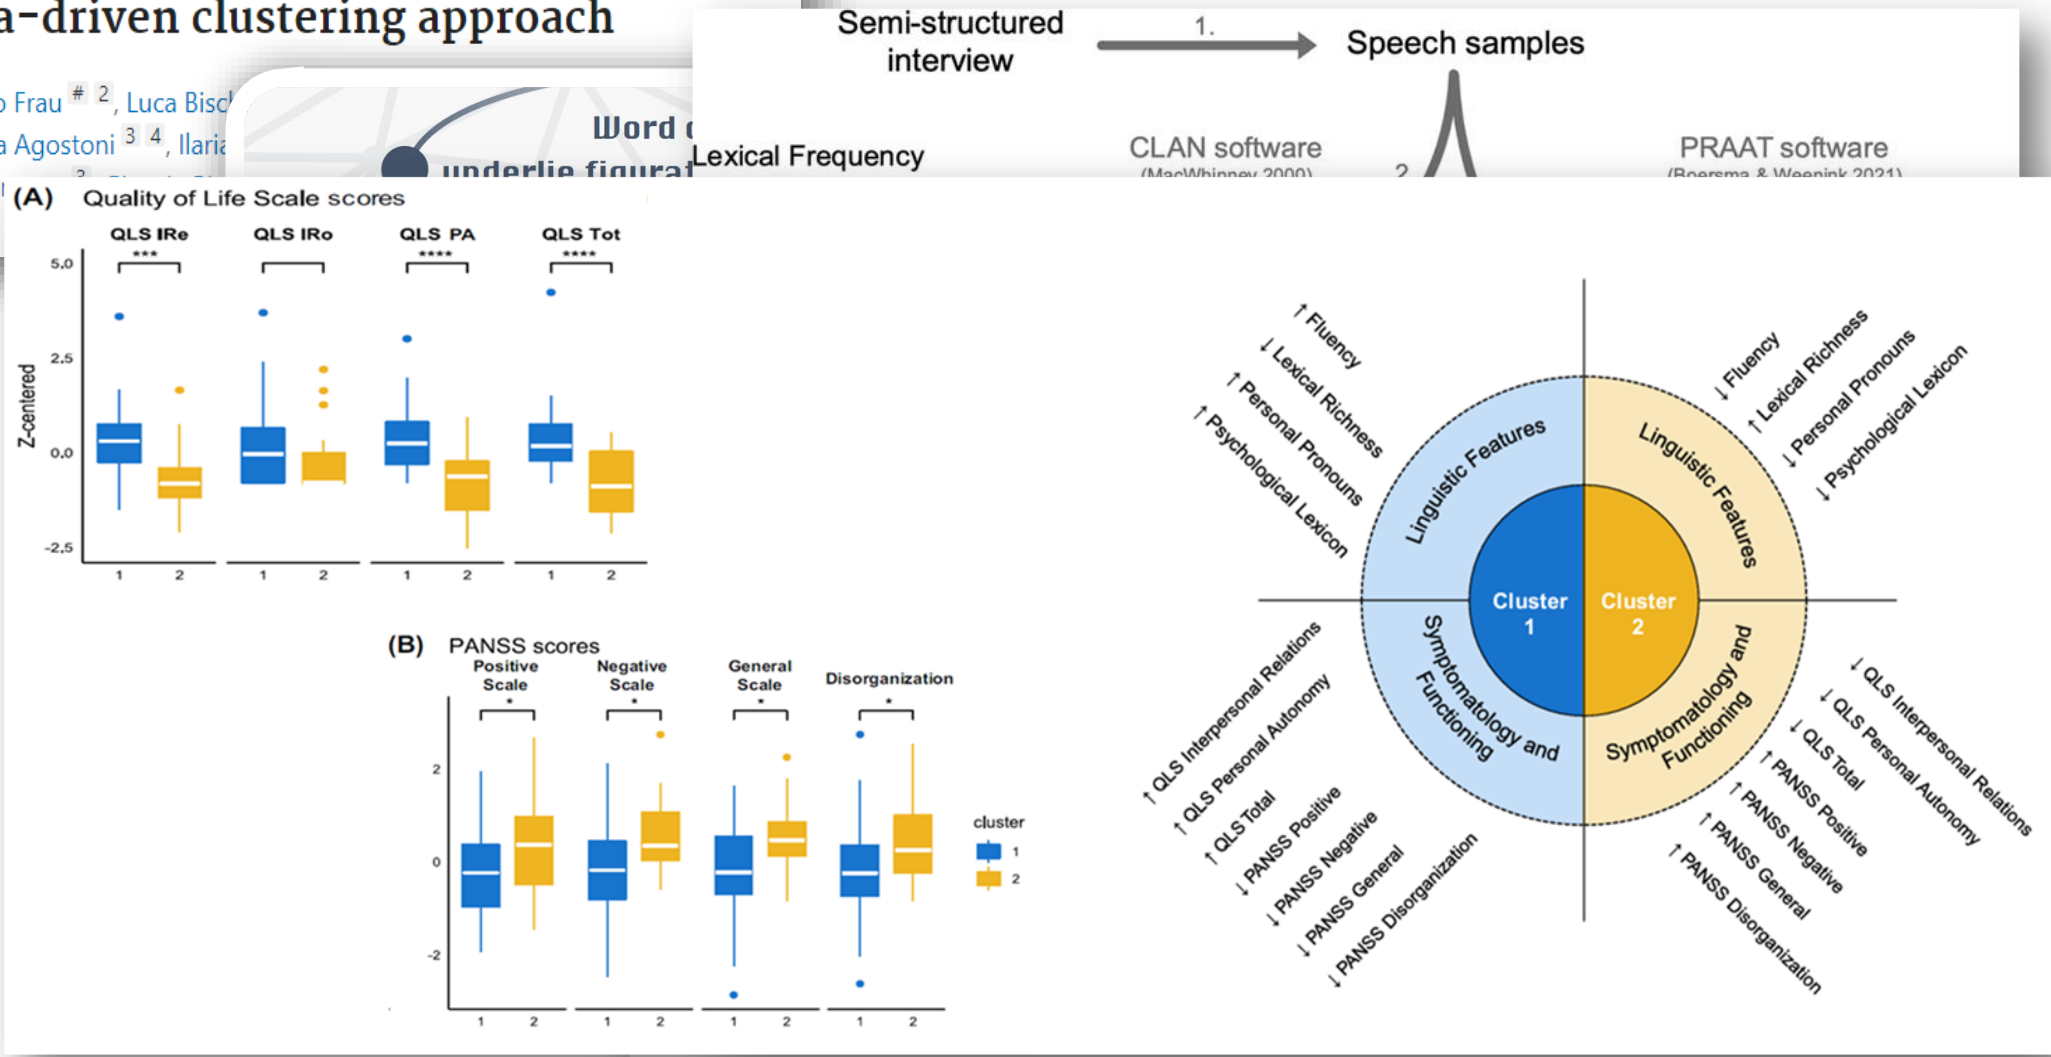 a-driven clustering approach
o Frau # 2, Luca Bisc
a Agostoni 3 4, Ilaria
Word
underlie figurat
Semi-structured
interview
1.
Speech samples
Lexical Frequency
CLAN software
(MacWhinney 2000)
2
PRAAT software
(Boersma & Weenink 2021)
(A) Quality of Life Scale scores
QLS IRe QLS IRo QLS PA QLS Tot
*** **** ****
Z-centered
5.0
2.5
0.0
-2.5
1 2 1 2 1 2 1 2
(B) PANSS scores
Positive Scale
Negative Scale
General Scale
Disorganization
* * * *
2
0
-2
1 2 1 2 1 2 1 2
cluster
1
2
↑ Fluency
↓ Lexical Richness
↑ Personal Pronouns
↑ Psychological Lexicon
↓ Fluency
↑ Lexical Richness
↓ Personal Pronouns
↓ Psychological Lexicon
Linguistic Features
Linguistic Features
Cluster 1
Cluster 2
Symptomatology and Functioning
Symptomatology and Functioning
↑ QLS Interpersonal Relations
↑ QLS Personal Autonomy
↑ QLS Total
↓ PANSS Positive
↓ PANSS Negative
↓ PANSS General
↓ PANSS Disorganization
↓ QLS Interpersonal Relations
↓ QLS Personal Autonomy
↓ QLS Total
↑ PANSS Positive
↑ PANSS Negative
↑ PANSS General
↑ PANSS Disorganization